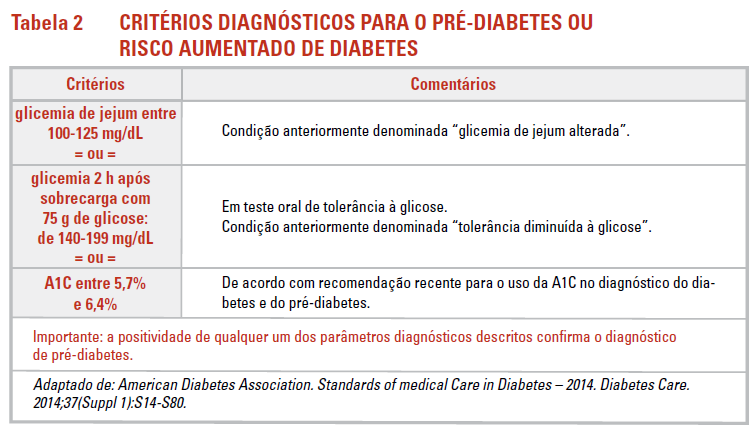 Tabela 2 CRITÉRIOS DIAGNÓSTICOS PARA O PRÉ-DIABETES OU
RISCO AUMENTADO DE DIABETES
Critérios Comentários
glicemia de jejum entre
100-125 mg/dL
= ou =
Condição anteriormente denominada “glicemia de jejum alterada”.
glicemia 2 h após
sobrecarga com
75 g de glicose:
de 140-199 mg/dL
= ou =
Em teste oral de tolerância à glicose.
Condição anteriormente denominada “tolerância diminuída à glicose”.
A1C entre 5,7%
e 6,4%
De acordo com recomendação recente para o uso da A1C no diagnóstico do dia-
betes e do pré-diabetes.
Importante: a positividade de qualquer um dos parâmetros diagnósticos descritos confirma o diagnóstico
de pré-diabetes.
Adaptado de: American Diabetes Association. Standards of medical Care in Diabetes – 2014. Diabetes Care.
2014;37(Suppl 1):S14-S80.